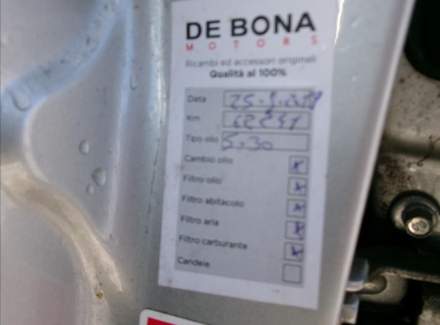 DE BONA
MOTORS
Ricambi ed accessori originali
Qualità al 100%
Data
Km
Tipo olio 5.30
Cambio olio x
Filtro olio x
Filtro abitacolo x
Filtro aria x
Filtro carburante x
Candele